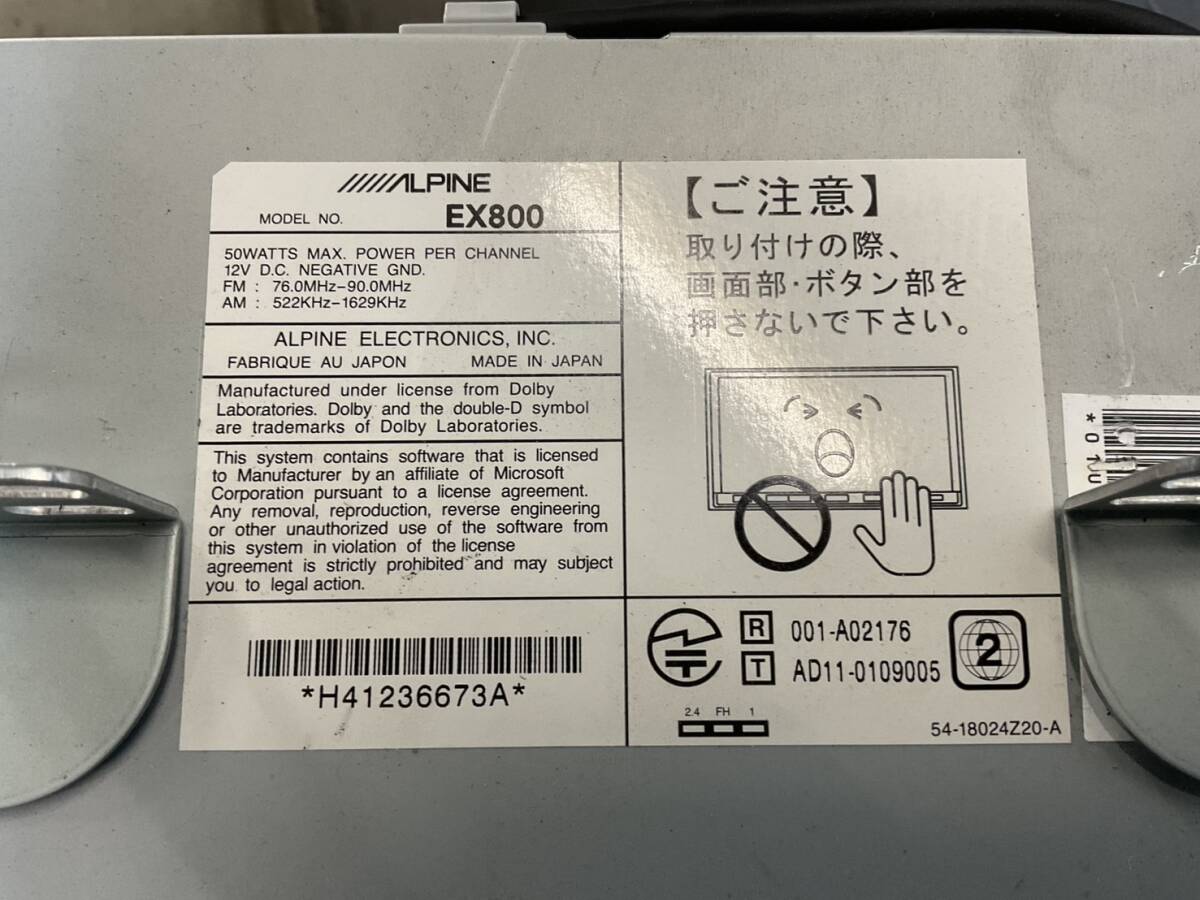 ALPINE
MODEL NO. EX800
50WATTS MAX. POWER PER CHANNEL
12V D.C. NEGATIVE GND.
FM : 76.0MHz–90.0MHz
AM : 522KHz–1629KHz
ALPINE ELECTRONICS, INC.
FABRIQUE AU JAPON MADE IN JAPAN
Manufactured under license from Dolby
Laboratories. Dolby and the double-D symbol
are trademarks of Dolby Laboratories.
This system contains software that is licensed
to Manufacturer by an affiliate of Microsoft
Corporation pursuant to a license agreement.
Any removal, reproduction, reverse engineering
or other unauthorized use of the software from
this system in violation of the license
agreement is strictly prohibited and may subject
you to legal action.
*H41236673A*
【ご注意】
取り付けの際、
画面部・ボタン部を
押さないで下さい。
R 001-A02176
T AD11-0109005
2
2.4 FH 1
54-18024Z20-A